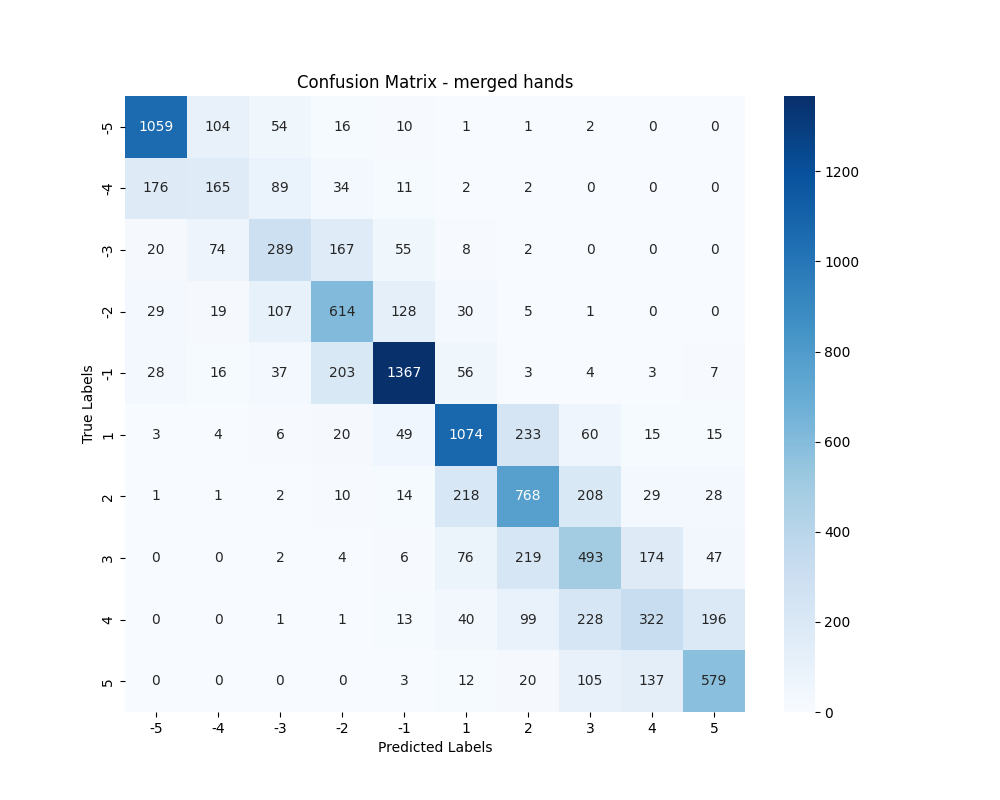 Confusion Matrix - merged hands
-5 1059 104 54 16 10 1 1 2 0 0
-4 176 165 89 34 11 2 2 0 0 0
-3 20 74 289 167 55 8 2 0 0 0
-2 29 19 107 614 128 30 5 1 0 0
-1 28 16 37 203 1367 56 3 4 3 7
1 3 4 6 20 49 1074 233 60 15 15
2 1 1 2 10 14 218 768 208 29 28
3 0 0 2 4 6 76 219 493 174 47
4 0 0 1 1 13 40 99 228 322 196
5 0 0 0 0 3 12 20 105 137 579
-5 -4 -3 -2 -1 1 2 3 4 5
Predicted Labels
True Labels
1200
1000
800
600
400
200
0